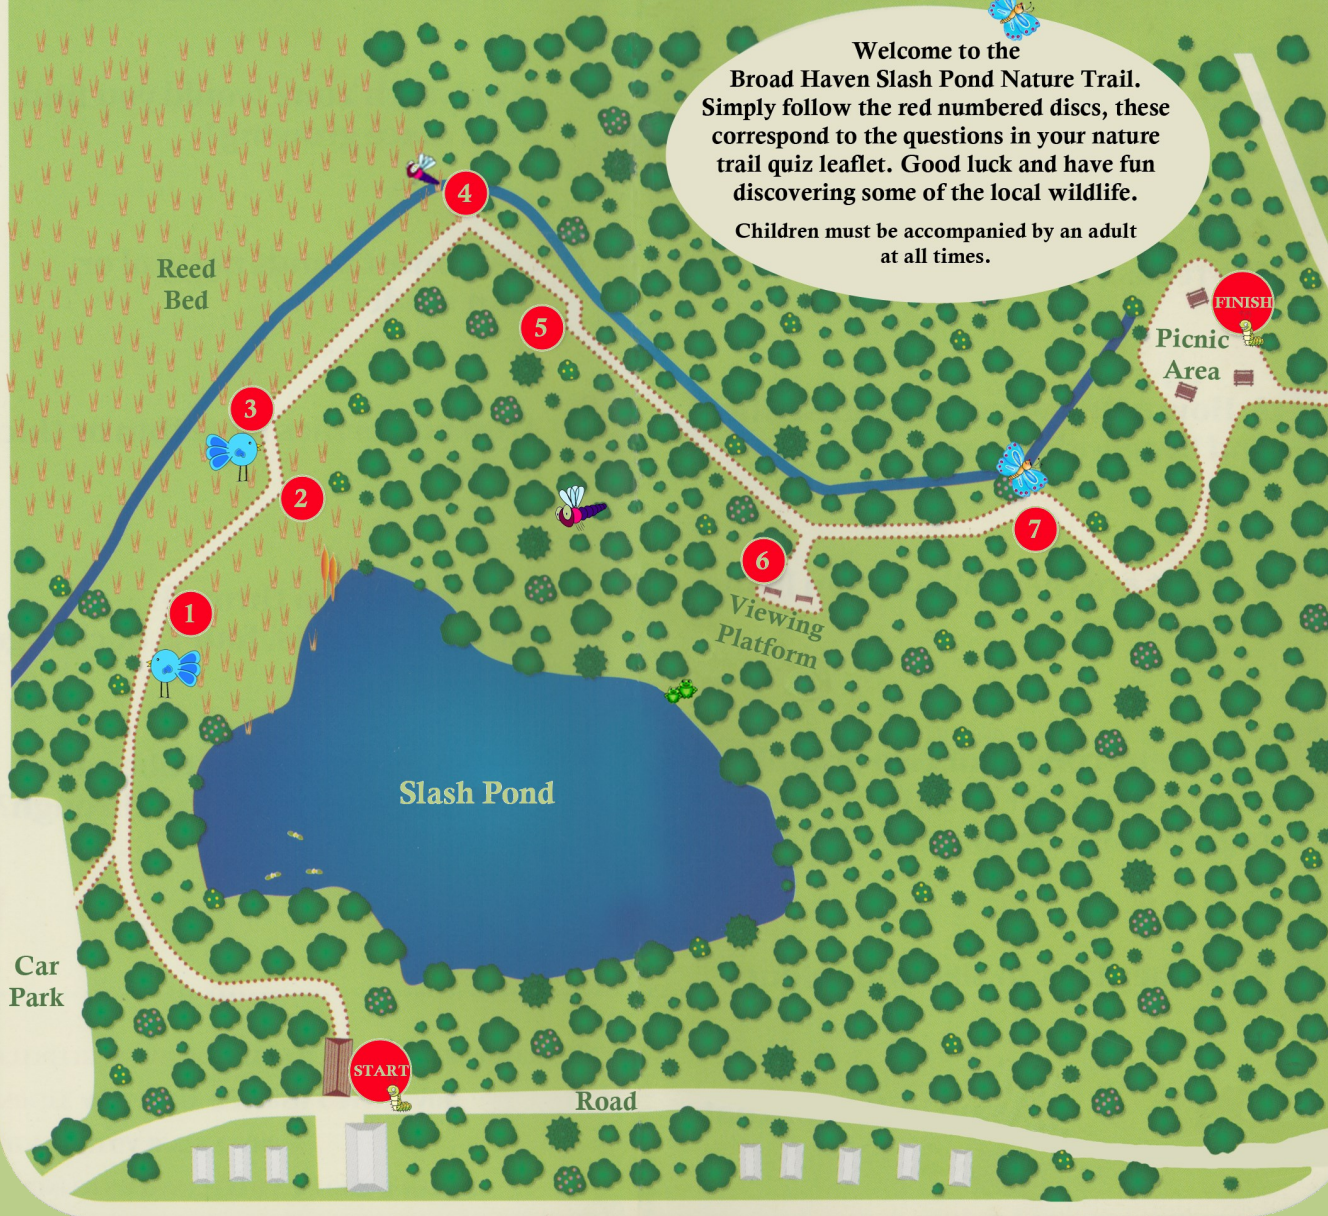 Welcome to the
Broad Haven Slash Pond Nature Trail.
Simply follow the red numbered discs, these
correspond to the questions in your nature
trail quiz leaflet. Good luck and have fun
discovering some of the local wildlife.
Children must be accompanied by an adult
at all times.
4
Reed
Bed
FINISH
5
Picnic
Area
3
2
7
6
1
Viewing
Platform
Slash Pond
Car
Park
START
Road